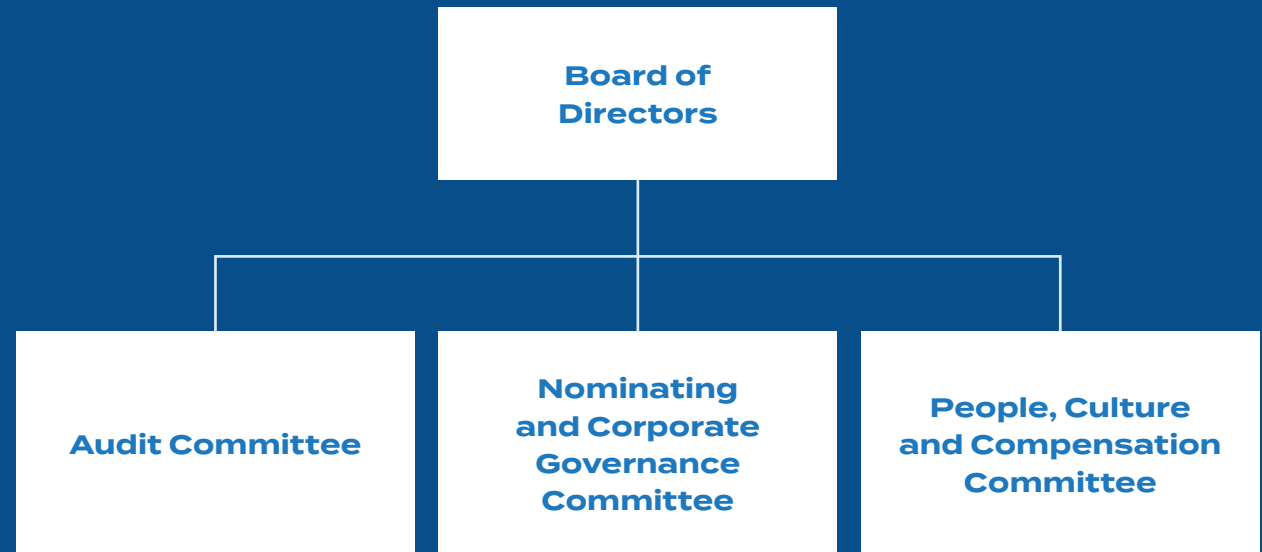 Board of
Directors
Audit Committee
Nominating
and Corporate
Governance
Committee
People, Culture
and Compensation
Committee